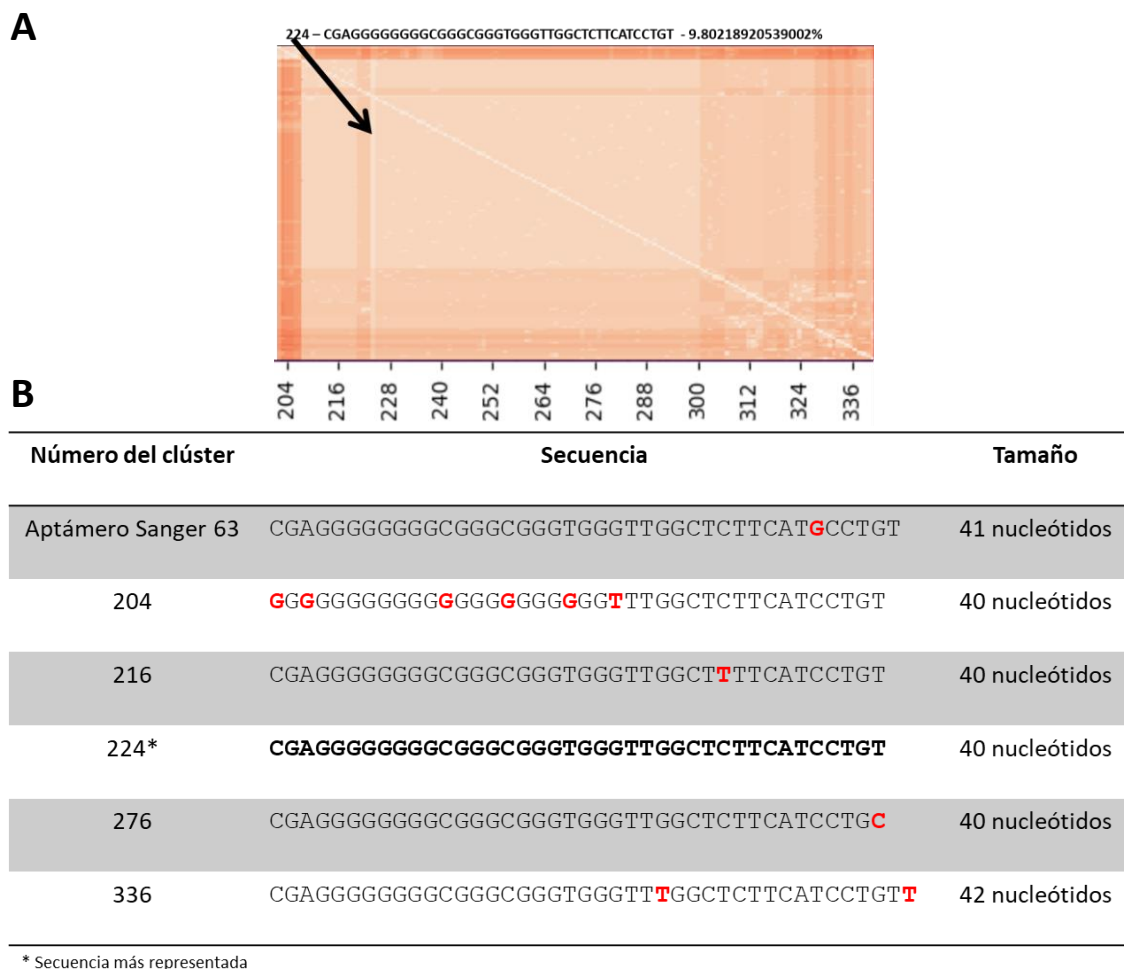 A
224 – CGAGGGGGGGGCGGGCGGGTGGGTTGGCTCTTCATCCTGT - 9.80218920539002%
204 216 228 240 252 264 276 288 300 312 324 336
B
Número del clúster Secuencia Tamaño
Aptámero Sanger 63 CGAGGGGGGGGCGGGCGGGTGGGTTGGCTCTTCATGCCTGT 41 nucleótidos
204 GGGGGGGGGGGGGGGGGGGGGGTTTGGCTCTTCATCCTGT 40 nucleótidos
216 CGAGGGGGGGGCGGGCGGGTGGGTTGGCTTTTCATCCTGT 40 nucleótidos
224* CGAGGGGGGGGCGGGCGGGTGGGTTGGCTCTTCATCCTGT 40 nucleótidos
276 CGAGGGGGGGGCGGGCGGGTGGGTTGGCTCTTCATCCTGC 40 nucleótidos
336 CGAGGGGGGGGCGGGCGGGTGGGTTTGGCTCTTCATCCTGTT 42 nucleótidos
* Secuencia más representada